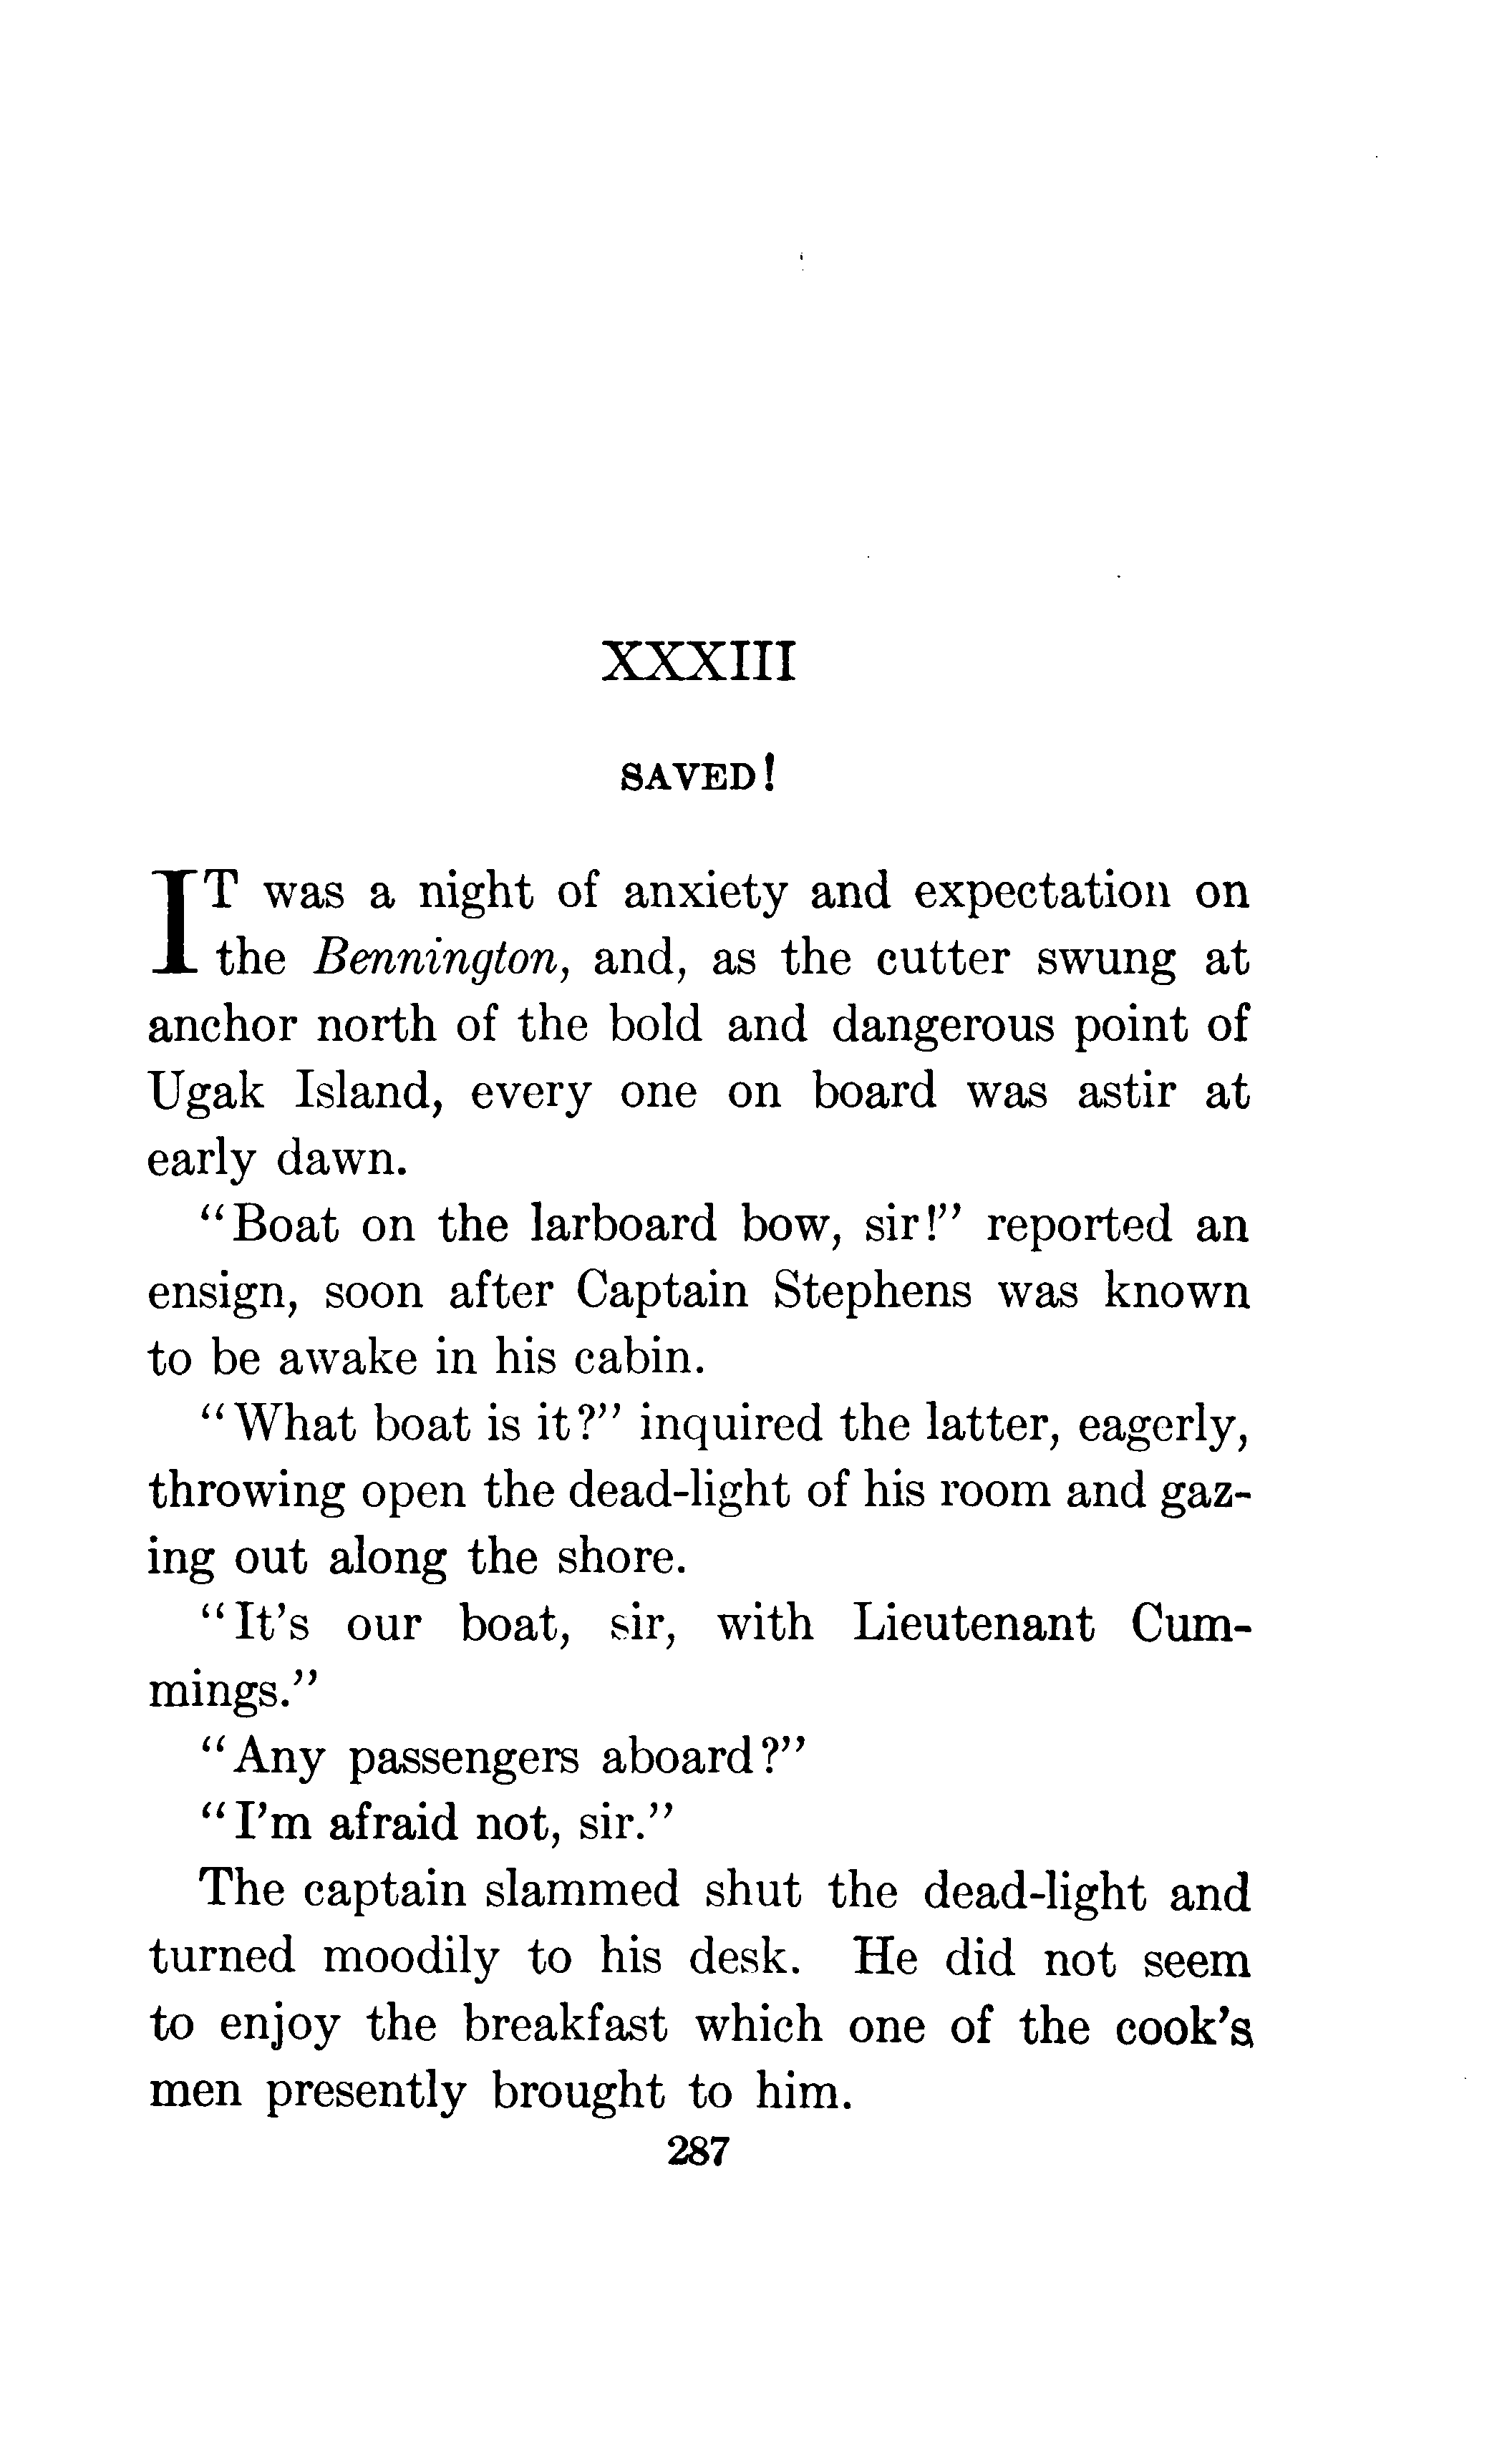 XXXIII
SAVED!
IT was a night of anxiety and expectation on
the Bennington, and, as the cutter swung at
anchor north of the bold and dangerous point of
Ugak Island, every one on board was astir at
early dawn.
"Boat on the larboard bow, sir!" reported an
ensign, soon after Captain Stephens was known
to be awake in his cabin.
"What boat is it?" inquired the latter, eagerly,
throwing open the dead-light of his room and gaz-
ing out along the shore.
"It's our boat, sir, with Lieutenant Cum-
mings."
"Any passengers aboard?"
"I'm afraid not, sir."
The captain slammed shut the dead-light and
turned moodily to his desk. He did not seem
to enjoy the breakfast which one of the cook's
men presently brought to him.
287